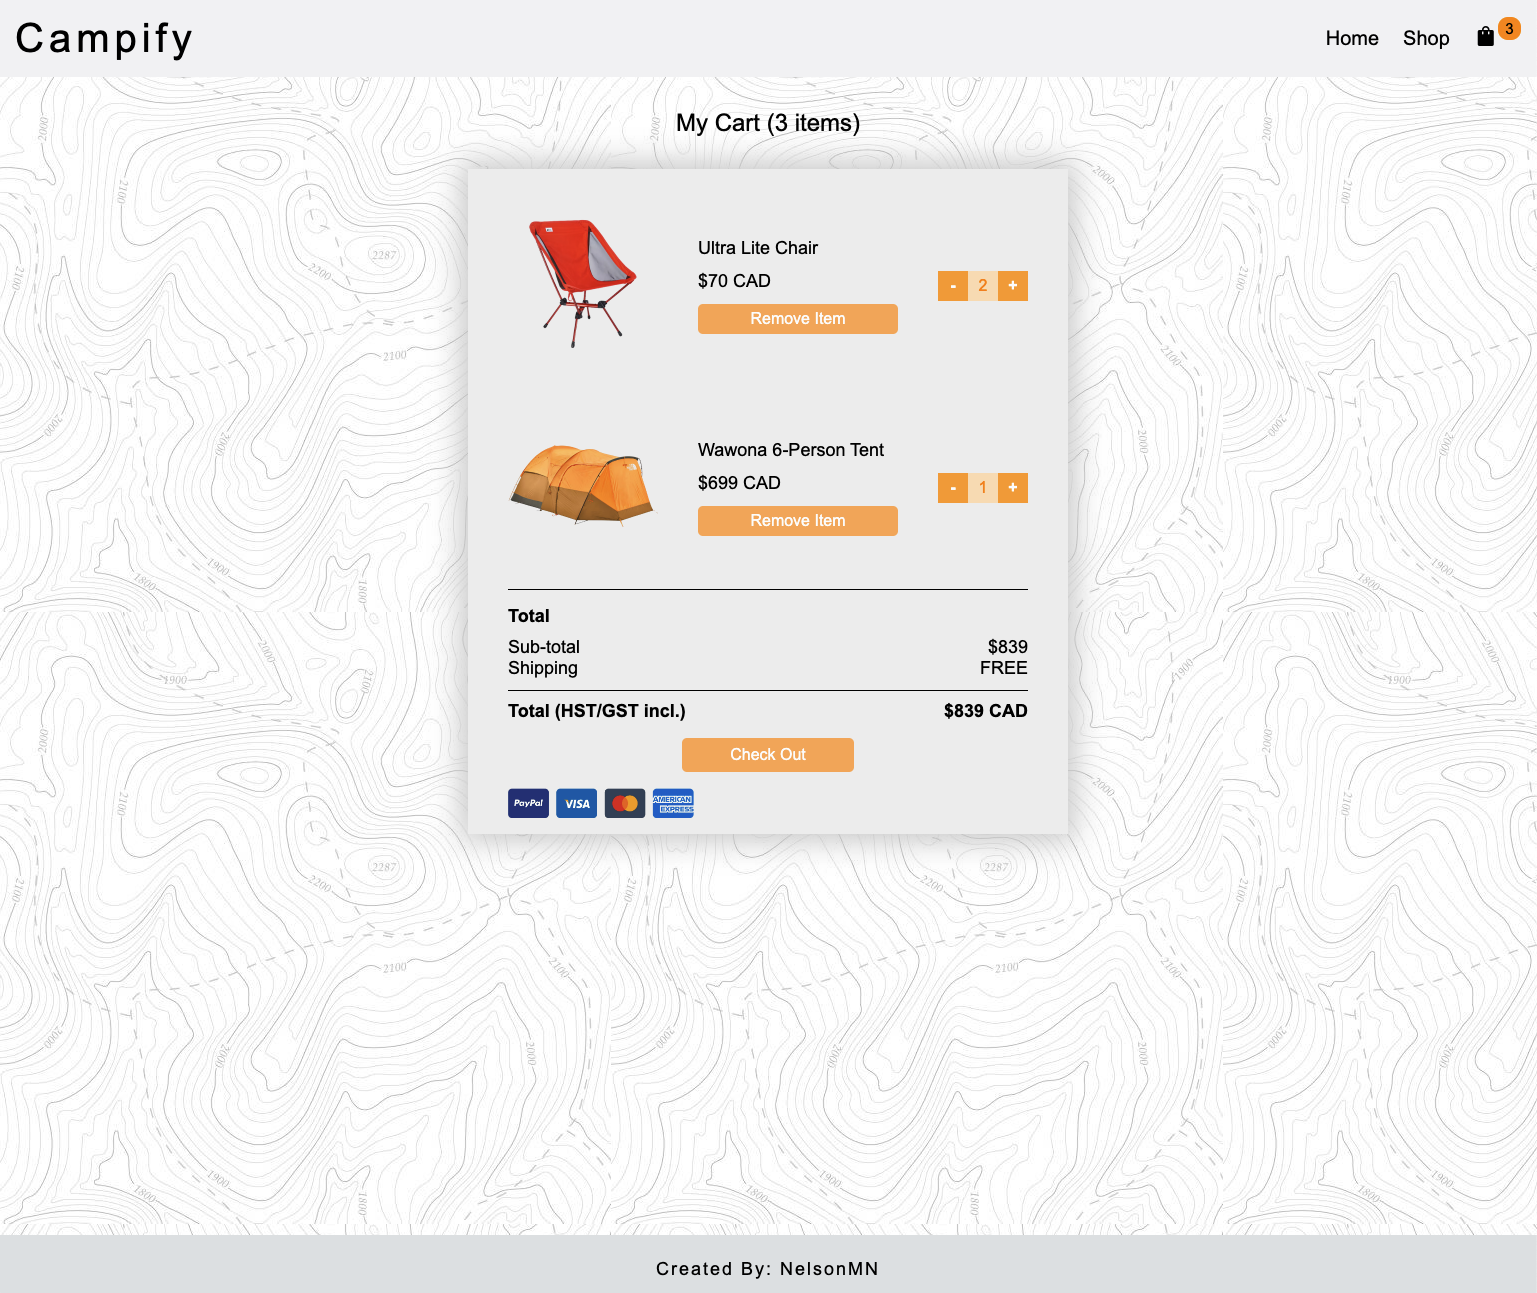 Campify
Home Shop 3
My Cart (3 items)
Ultra Lite Chair
$70 CAD
- 2 +
Remove Item
Wawona 6-Person Tent
$699 CAD
- 1 +
Remove Item
Total
Sub-total $839
Shipping FREE
Total (HST/GST incl.) $839 CAD
Check Out
PayPal VISA AMERICAN EXPRESS
Created By: NelsonMN